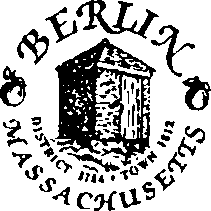 BERLIN
DISTRICT 1784 • TOWN 1812
MASSACHUSETTS